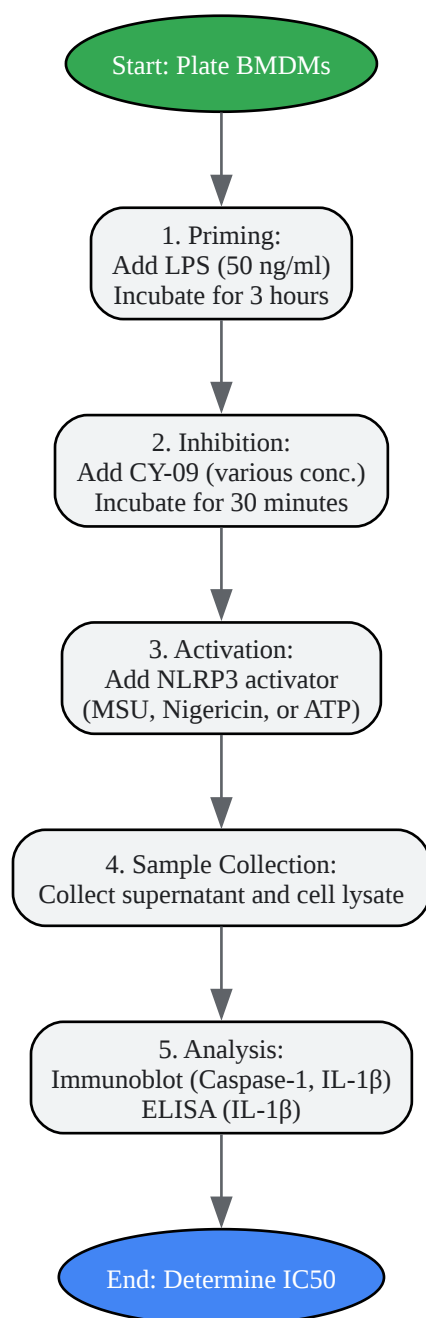 Start: Plate BMDMs
1. Priming:
Add LPS (50 ng/ml)
Incubate for 3 hours
2. Inhibition:
Add CY-09 (various conc.)
Incubate for 30 minutes
3. Activation:
Add NLRP3 activator
(MSU, Nigericin, or ATP)
4. Sample Collection:
Collect supernatant and cell lysate
5. Analysis:
Immunoblot (Caspase-1, IL-1β)
ELISA (IL-1β)
End: Determine IC50